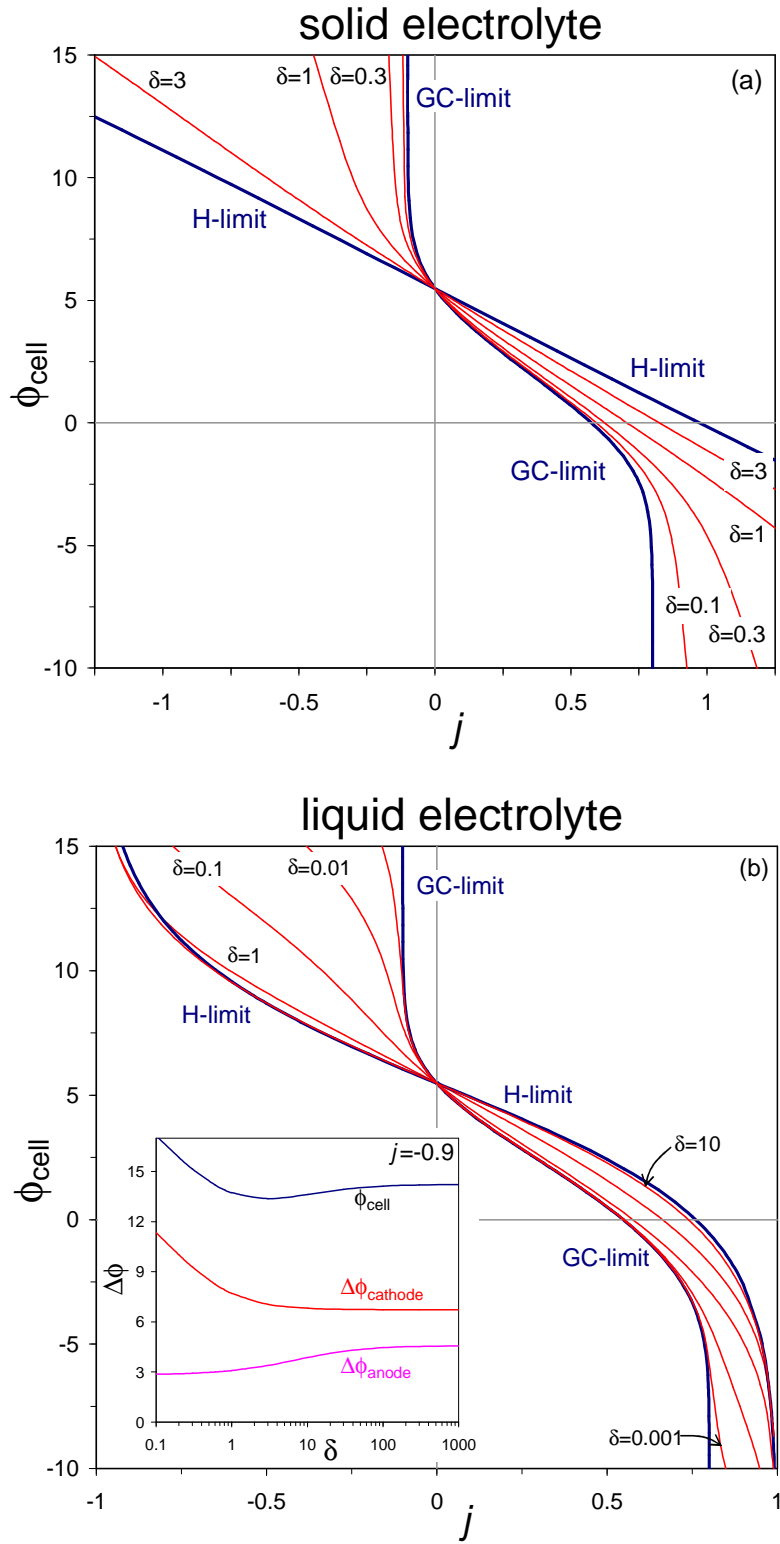 solid electrolyte
15
10
5
0
-5
-10
ϕcell
δ=3
δ=1
δ=0.3
GC-limit
(a)
H-limit
H-limit
GC-limit
δ=3
δ=1
δ=0.1
δ=0.3
-1
-0.5
0
0.5
1
j
liquid electrolyte
15
10
5
0
-5
-10
ϕcell
δ=0.1
δ=0.01
GC-limit
(b)
δ=1
H-limit
H-limit
δ=10
GC-limit
δ=0.001
j=-0.9
15
12
9
6
3
0
Δϕ
ϕcell
Δϕcathode
Δϕanode
0.1
1
10
100
1000
δ
-1
-0.5
0
0.5
1
j